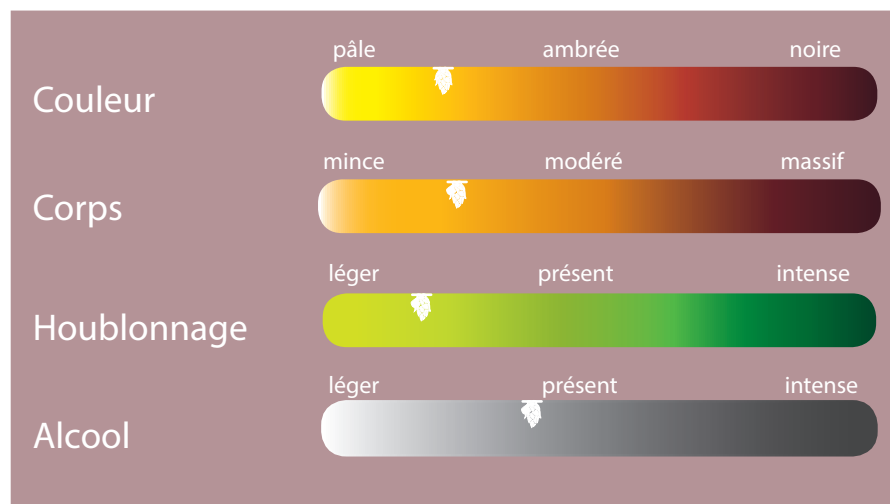 pâle ambrée noire
Couleur
mince modéré massif
Corps
léger présent intense
Houblonnage
léger présent intense
Alcool